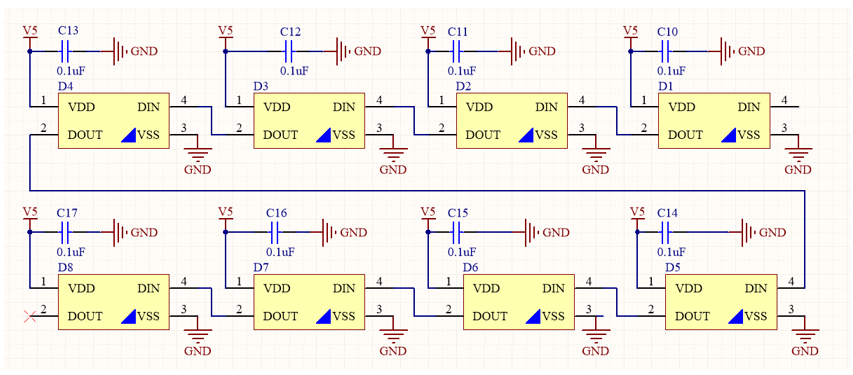 V5 C13 GND V5 C12 GND V5 C11 GND V5 C10 GND
0.1uF 0.1uF 0.1uF 0.1uF
D4 D3 D2 D1
1 VDD DIN 4 1 VDD DIN 4 1 VDD DIN 4 1 VDD DIN 4
2 DOUT VSS 3 2 DOUT VSS 3 2 DOUT VSS 3 2 DOUT VSS 3
GND GND GND GND
V5 C17 GND V5 C16 GND V5 C15 GND V5 C14 GND
0.1uF 0.1uF 0.1uF 0.1uF
D8 D7 D6 D5
1 VDD DIN 4 1 VDD DIN 4 1 VDD DIN 4 1 VDD DIN 4
2 DOUT VSS 3 2 DOUT VSS 3 2 DOUT VSS 3 2 DOUT VSS 3
GND GND GND GND